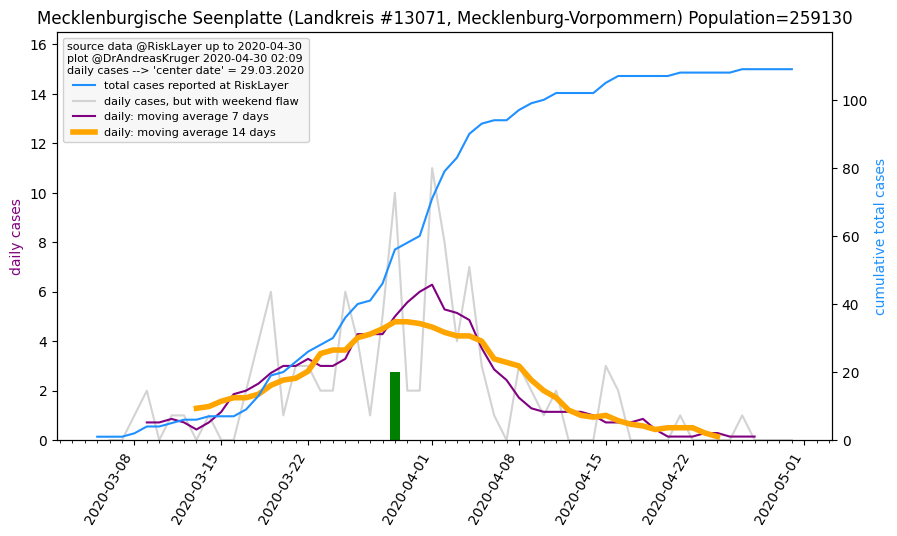 Mecklenburgische Seenplatte (Landkreis #13071, Mecklenburg-Vorpommern) Population=259130
source data @RiskLayer up to 2020-04-30
plot @DrAndreasKruger 2020-04-30 02:09
daily cases --> 'center date' = 29.03.2020
total cases reported at RiskLayer
daily cases, but with weekend flaw
daily: moving average 7 days
daily: moving average 14 days
daily cases
16
14
12
10
8
6
4
2
0
cumulative total cases
100
80
60
40
20
0
2020-03-08
2020-03-15
2020-03-22
2020-04-01
2020-04-08
2020-04-15
2020-04-22
2020-05-01